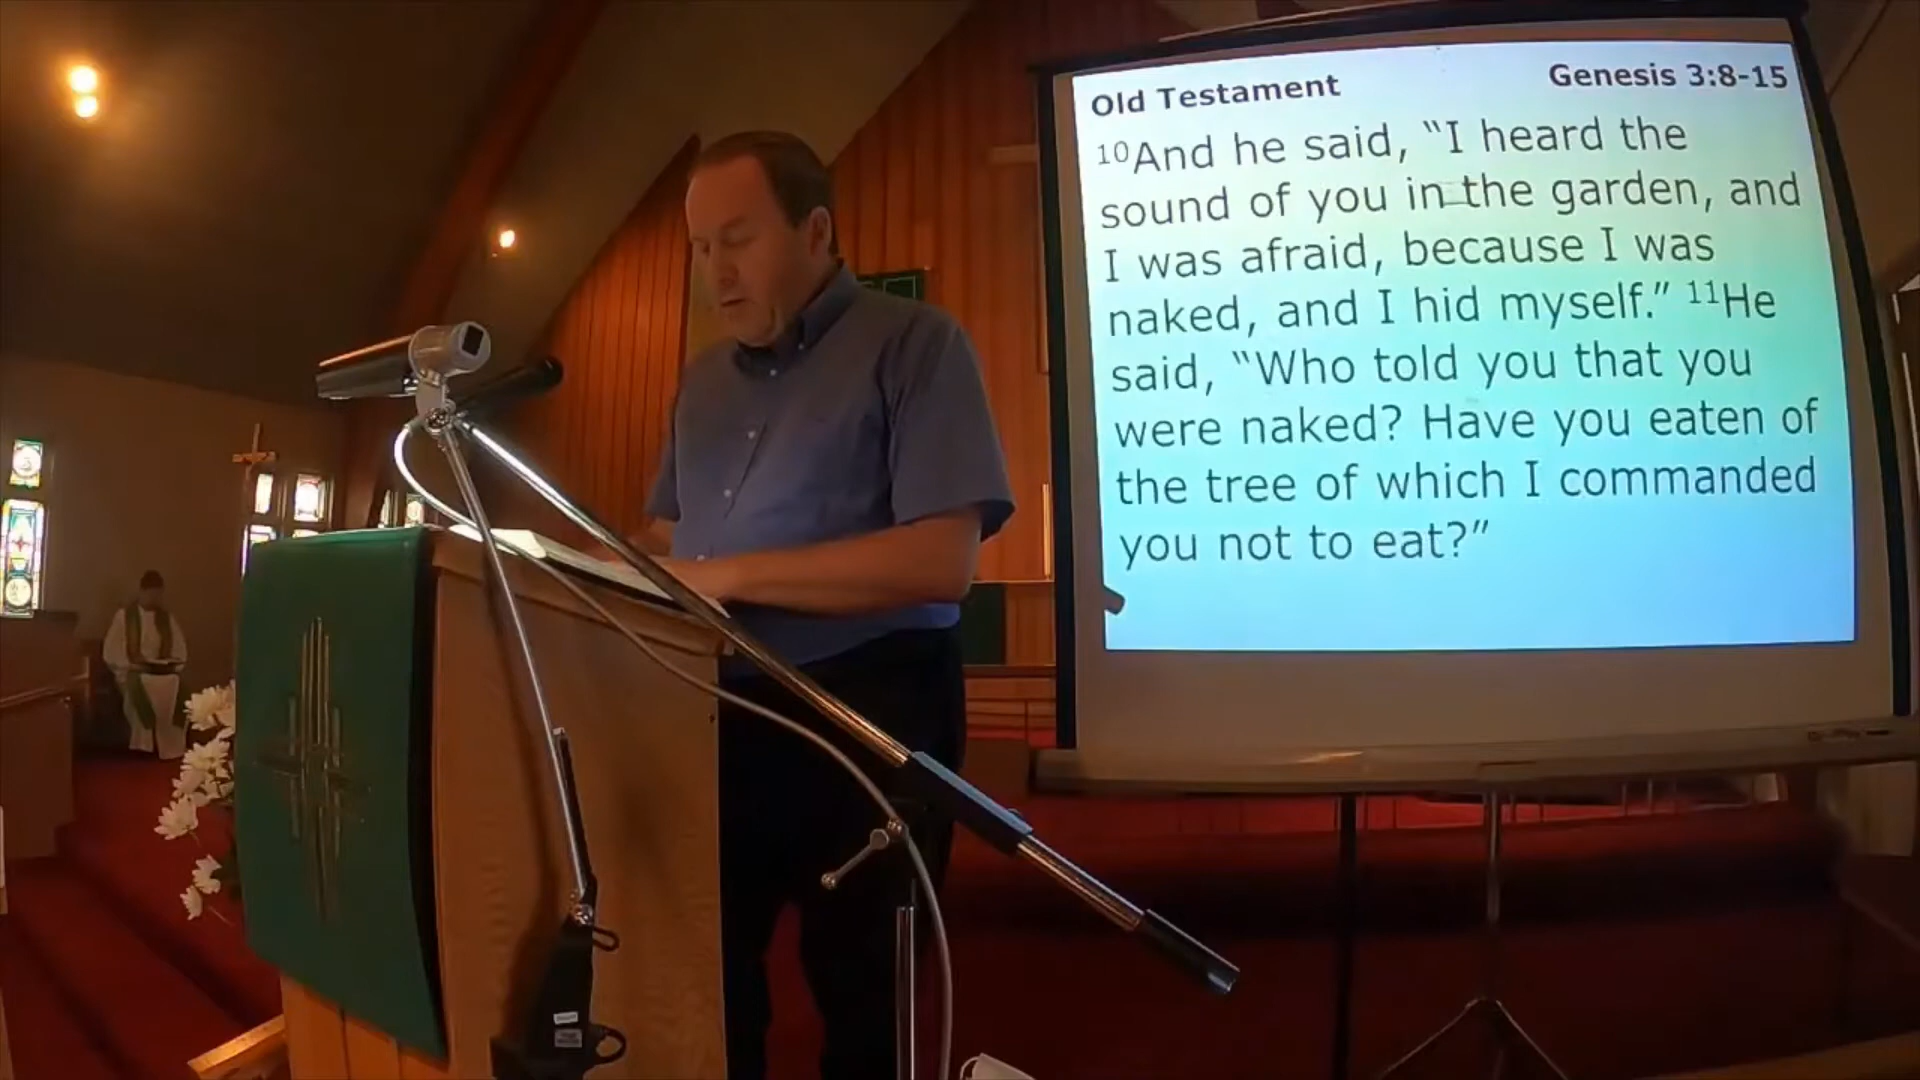 Old Testament Genesis 3:8-15
10And he said, “I heard the
sound of you in the garden, and
I was afraid, because I was
naked, and I hid myself.” 11He
said, “Who told you that you
were naked? Have you eaten of
the tree of which I commanded
you not to eat?”